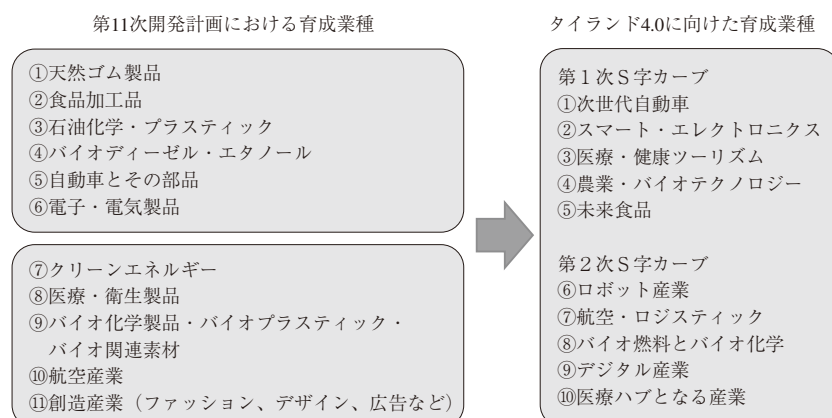 第11次開発計画における育成業種
①天然ゴム製品
②食品加工品
③石油化学・プラスティック
④バイオディーゼル・エタノール
⑤自動車とその部品
⑥電子・電気製品
⑦クリーンエネルギー
⑧医療・衛生製品
⑨バイオ化学製品・バイオプラスティック・
バイオ関連素材
⑩航空産業
⑪創造産業（ファッション、デザイン、広告など）
タイランド4.0に向けた育成業種
第１次Ｓ字カーブ
①次世代自動車
②スマート・エレクトロニクス
③医療・健康ツーリズム
④農業・バイオテクノロジー
⑤未来食品
第２次Ｓ字カーブ
⑥ロボット産業
⑦航空・ロジスティック
⑧バイオ燃料とバイオ化学
⑨デジタル産業
⑩医療ハブとなる産業